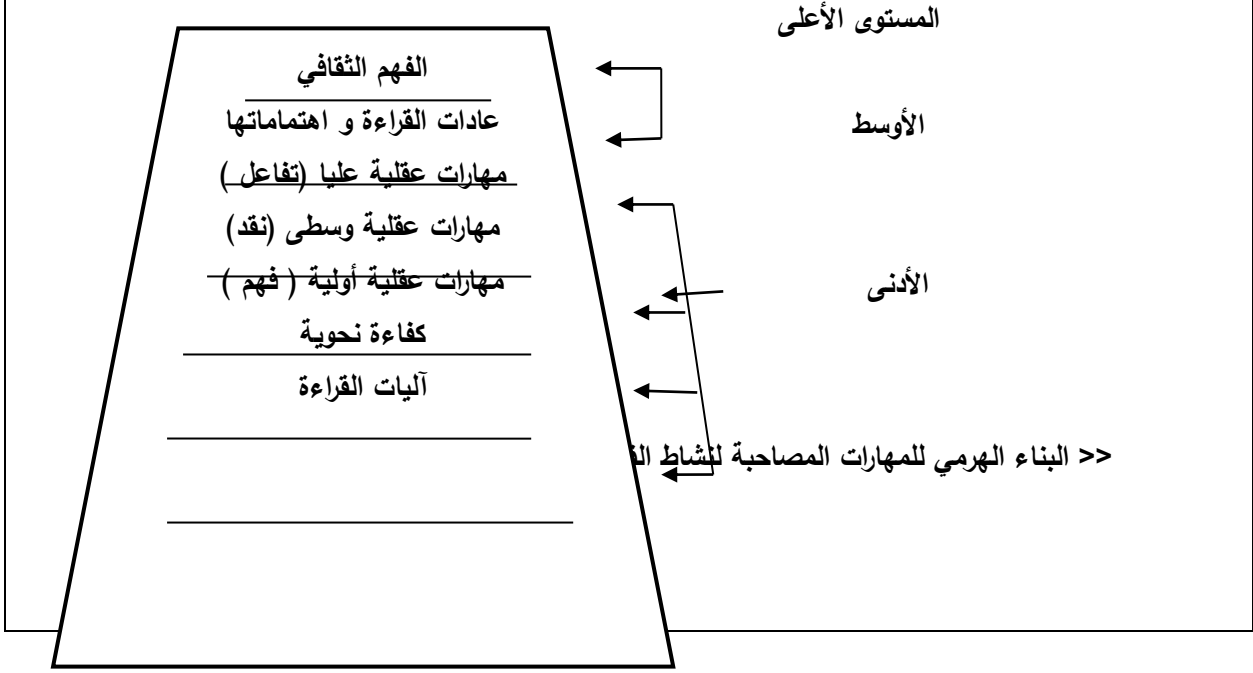 المستوى الأعلى
الفهم الثقافي
عادات القراءة و اهتماماتها
الأوسط
مهارات عقلية عليا (تفاعل )
مهارات عقلية وسطى (نقد)
مهارات عقلية أولية ( فهم )
الأدنى
كفاءة نحوية
آليات القراءة
<< البناء الهرمي للمهارات المصاحبة لنشاط